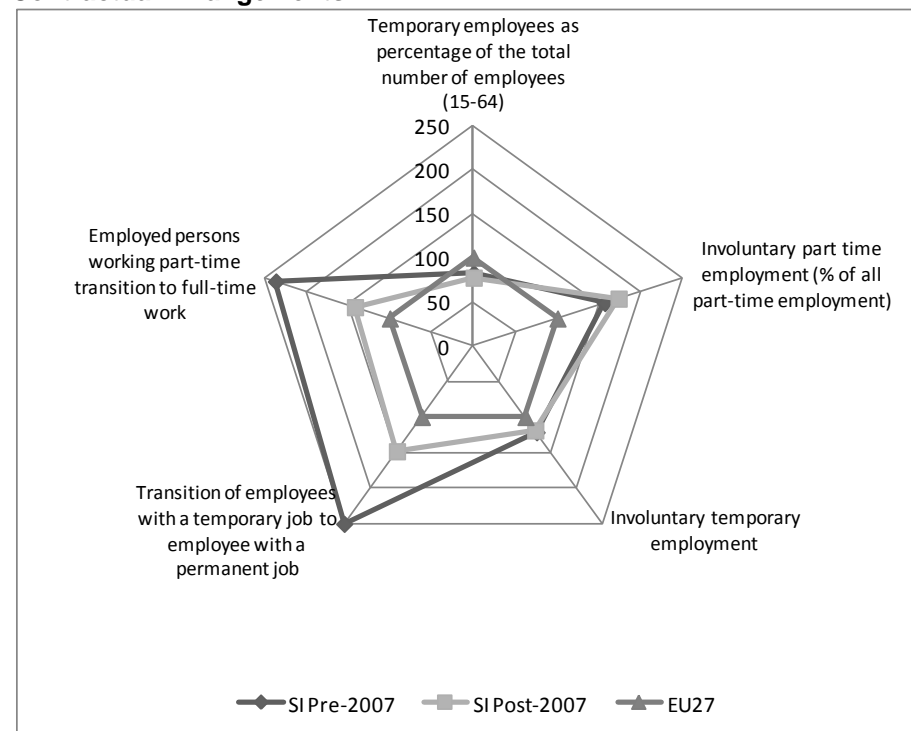 Temporary employees as
percentage of the total
number of employees
(15-64)
250
200
150
100
50
0
Employed persons
working part-time
transition to full-time
work
Involuntary part time
employment (% of all
part-time employment)
Transition of employees
with a temporary job to
employee with a
permanent job
Involuntary temporary
employment
SI Pre-2007
SI Post-2007
EU27